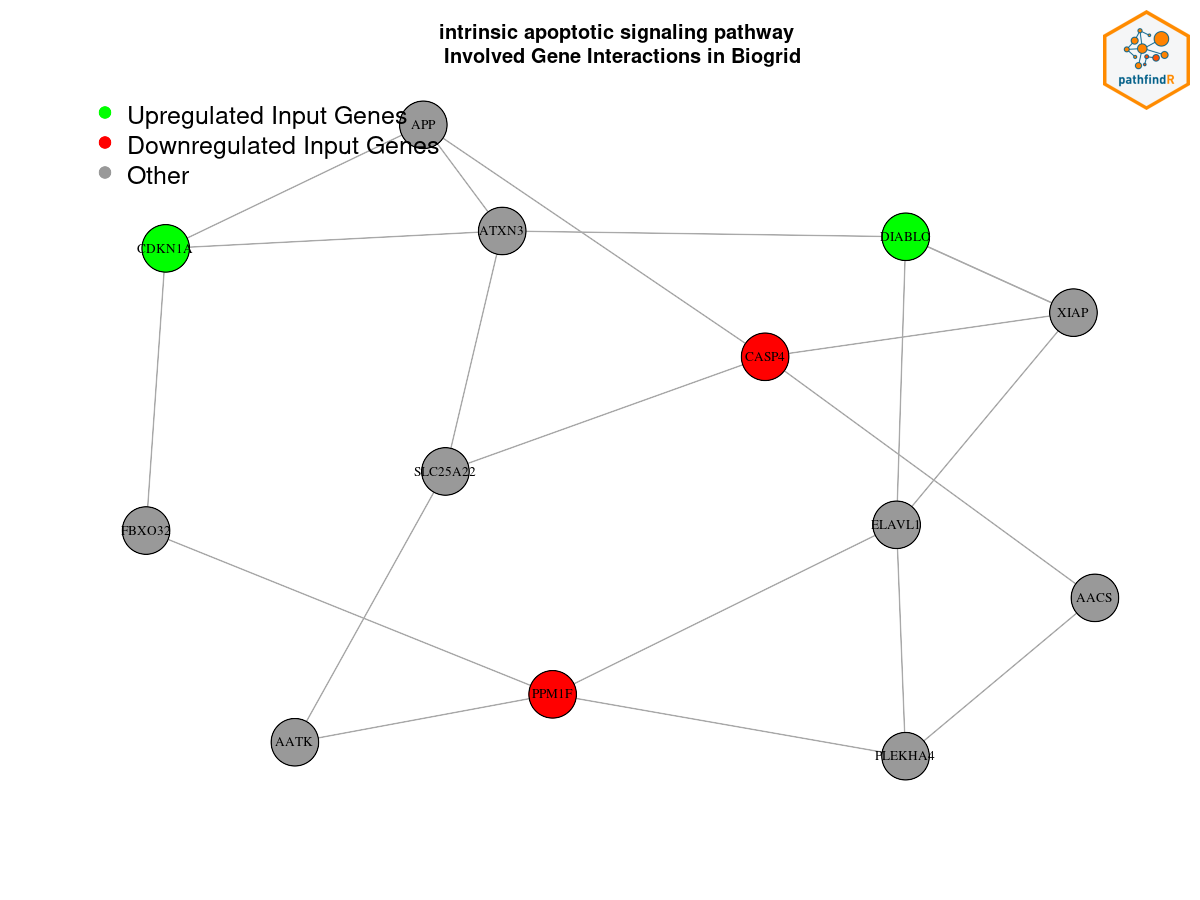 intrinsic apoptotic signaling pathway
Involved Gene Interactions in Biogrid
pathfindR
Upregulated Input Genes
Downregulated Input Genes
Other
APP
CDKN1A
ATXN3
DIABLO
XIAP
CASP4
SLC25A22
FBXO32
ELAVL1
AACS
PPM1F
AATK
PLEKHA4